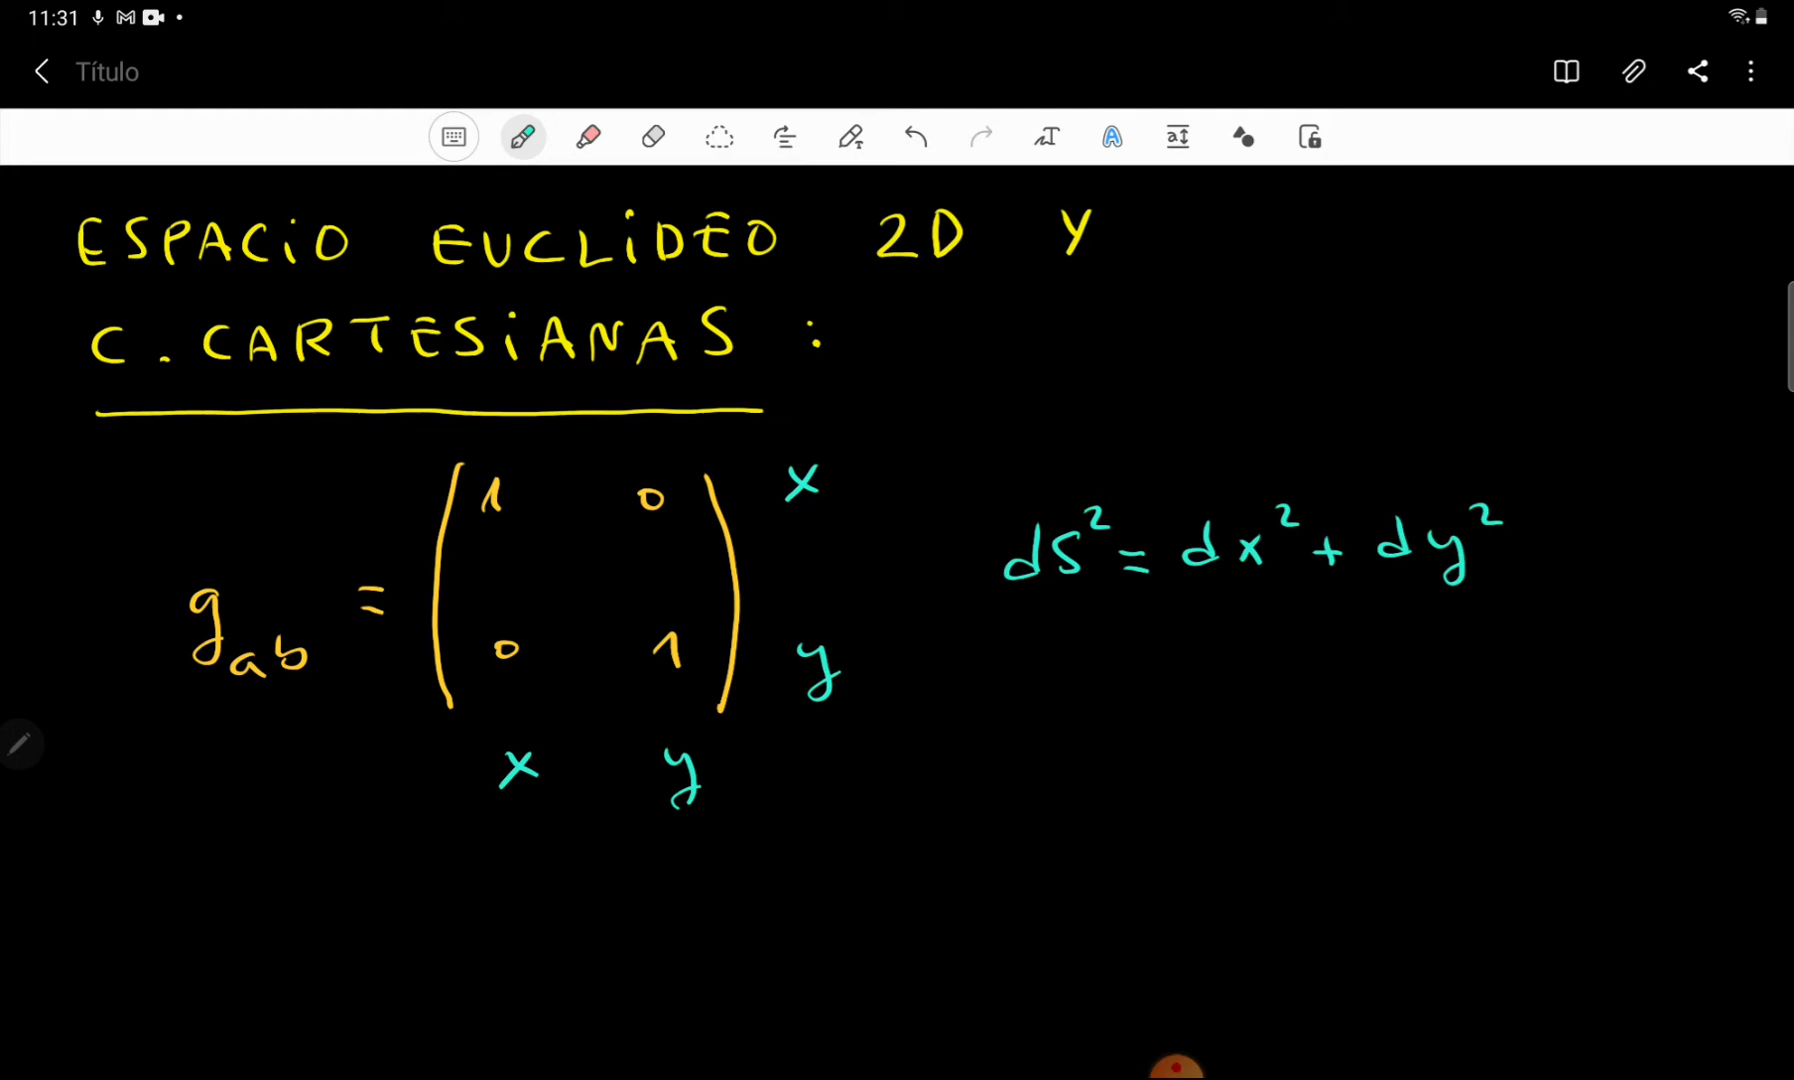 11:31
Título
ESPACIO EUCLIDEO 2D Y
C. CARTESIANAS :
1 0 x
g_ab = dS² = dx² + dy²
0 1 y
x y